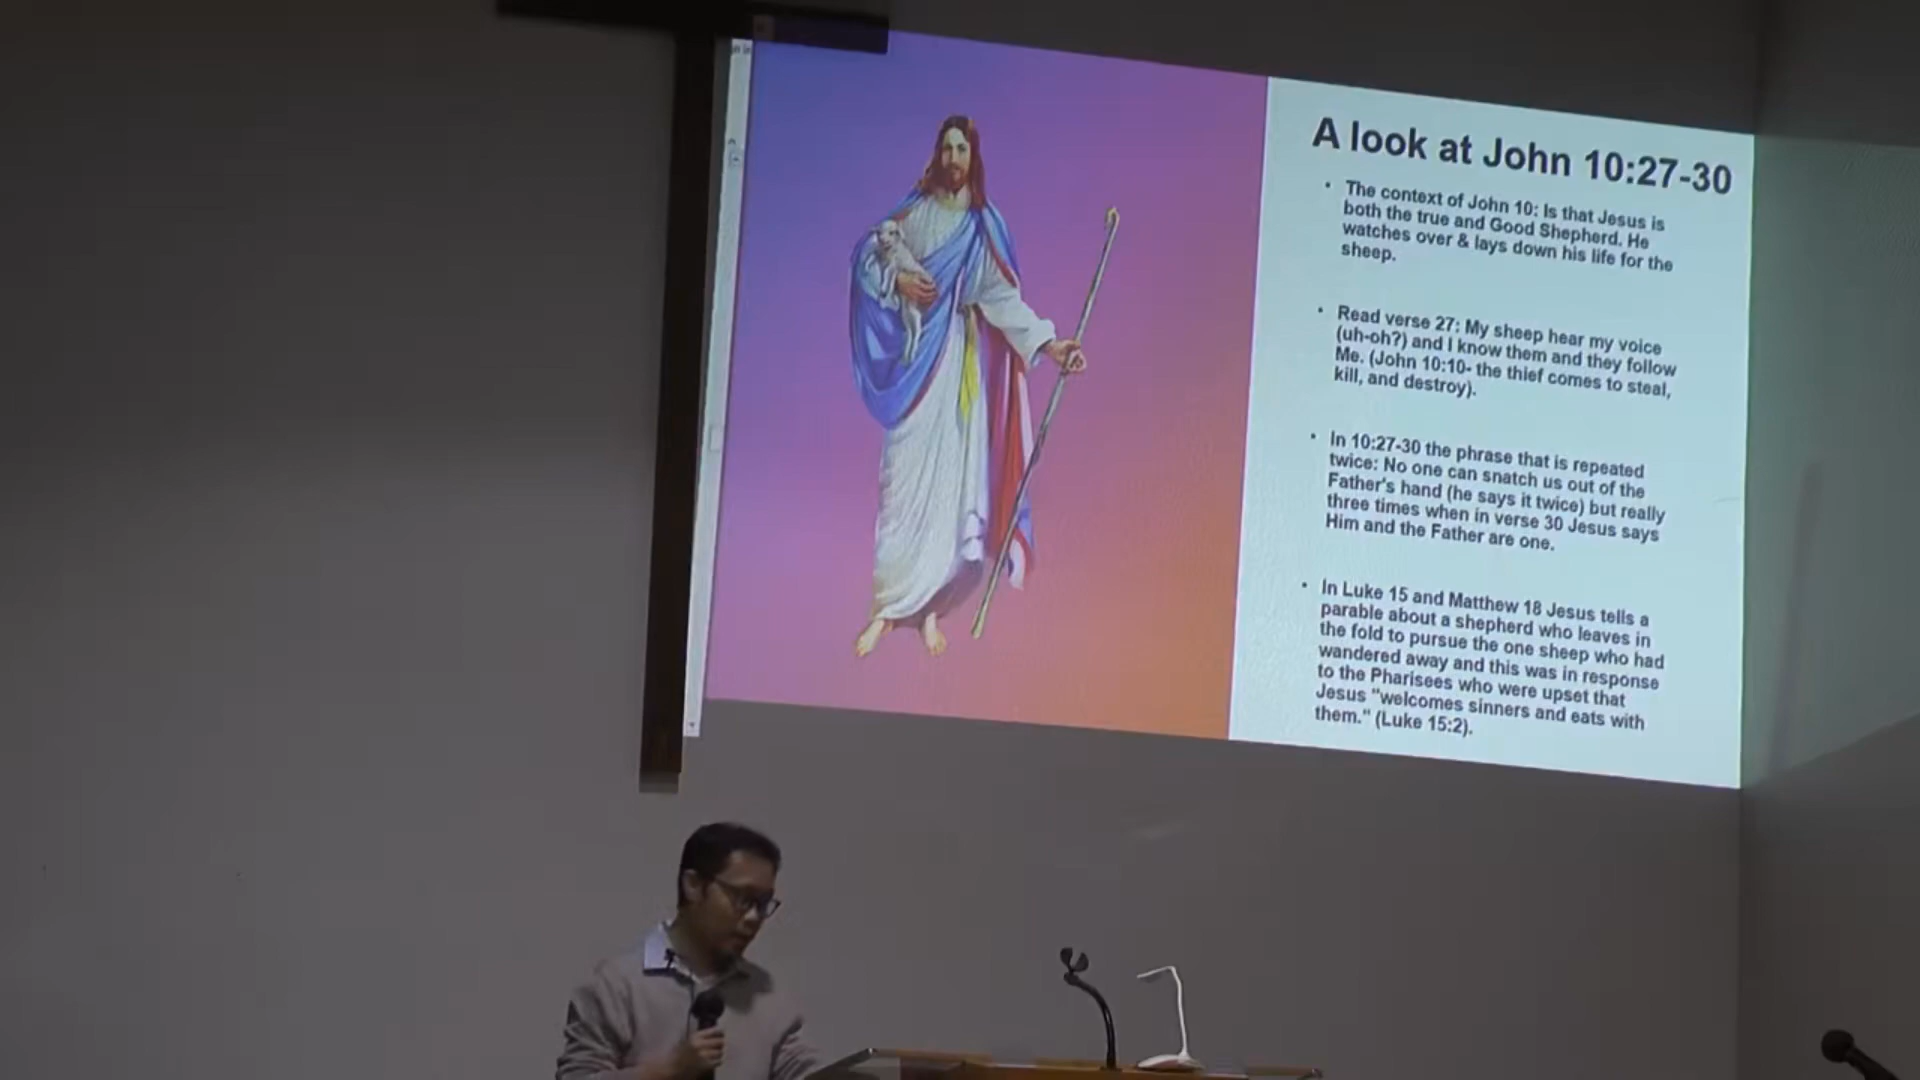 A look at John 10:27-30
• The context of John 10: Is that Jesus is
both the true and Good Shepherd. He
watches over & lays down his life for the
sheep.
• Read verse 27: My sheep hear my voice
(uh-oh?) and I know them and they follow
Me. (John 10:10- the thief comes to steal,
kill, and destroy).
• In 10:27-30 the phrase that is repeated
twice: No one can snatch us out of the
Father's hand (he says it twice) but really
three times when in verse 30 Jesus says
Him and the Father are one.
• In Luke 15 and Matthew 18 Jesus tells a
parable about a shepherd who leaves in
the fold to pursue the one sheep who had
wandered away and this was in response
to the Pharisees who were upset that
Jesus "welcomes sinners and eats with
them." (Luke 15:2).